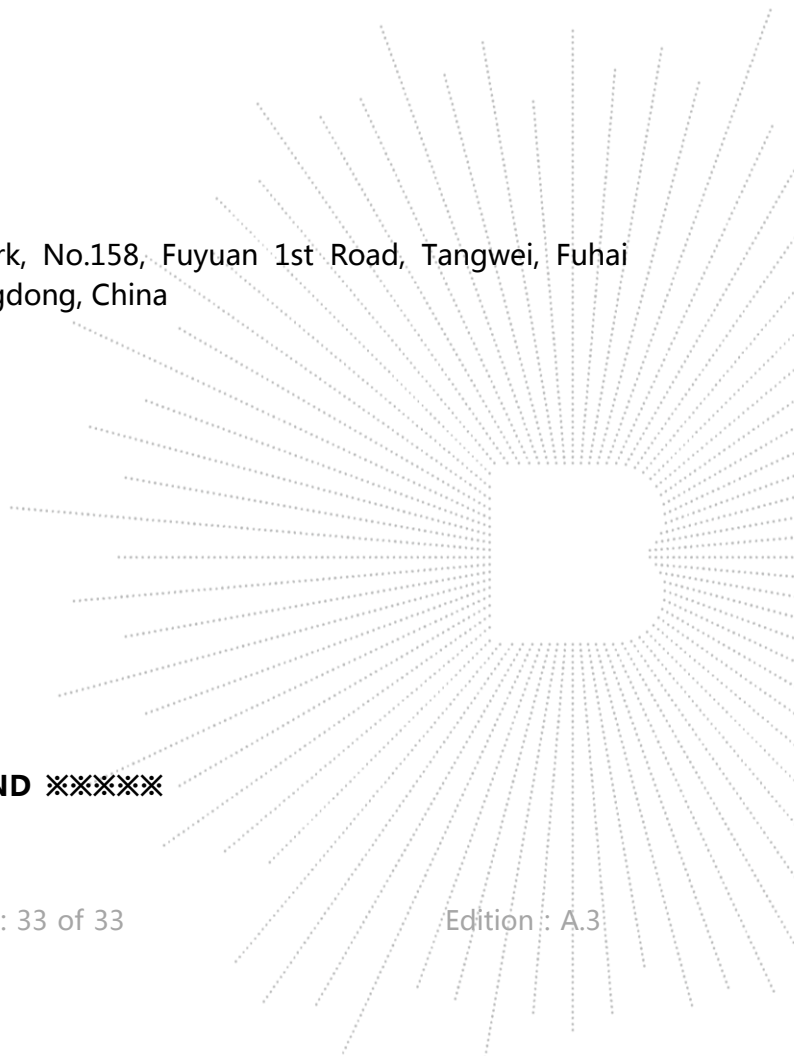 rk, No.158, Fuyuan 1st Road, Tangwei, Fuhai
gdong, China
ND ※※※※※
: 33 of 33 Edition : A.3